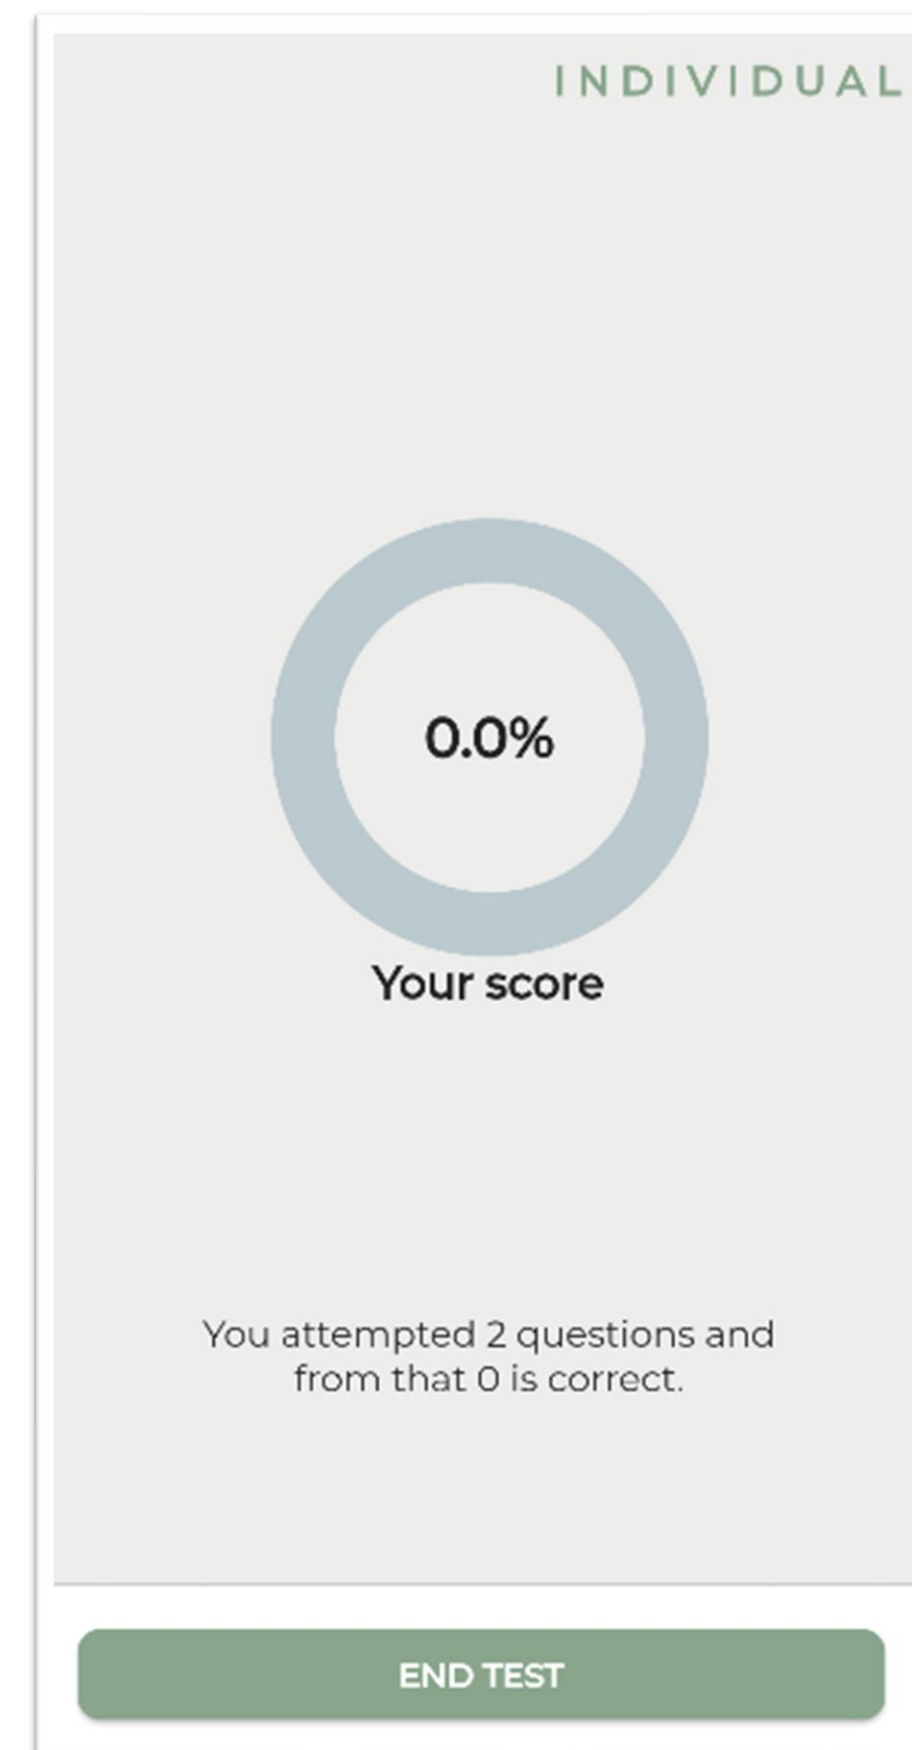 INDIVIDUAL
0.0%
Your score
You attempted 2 questions and
from that 0 is correct.
END TEST